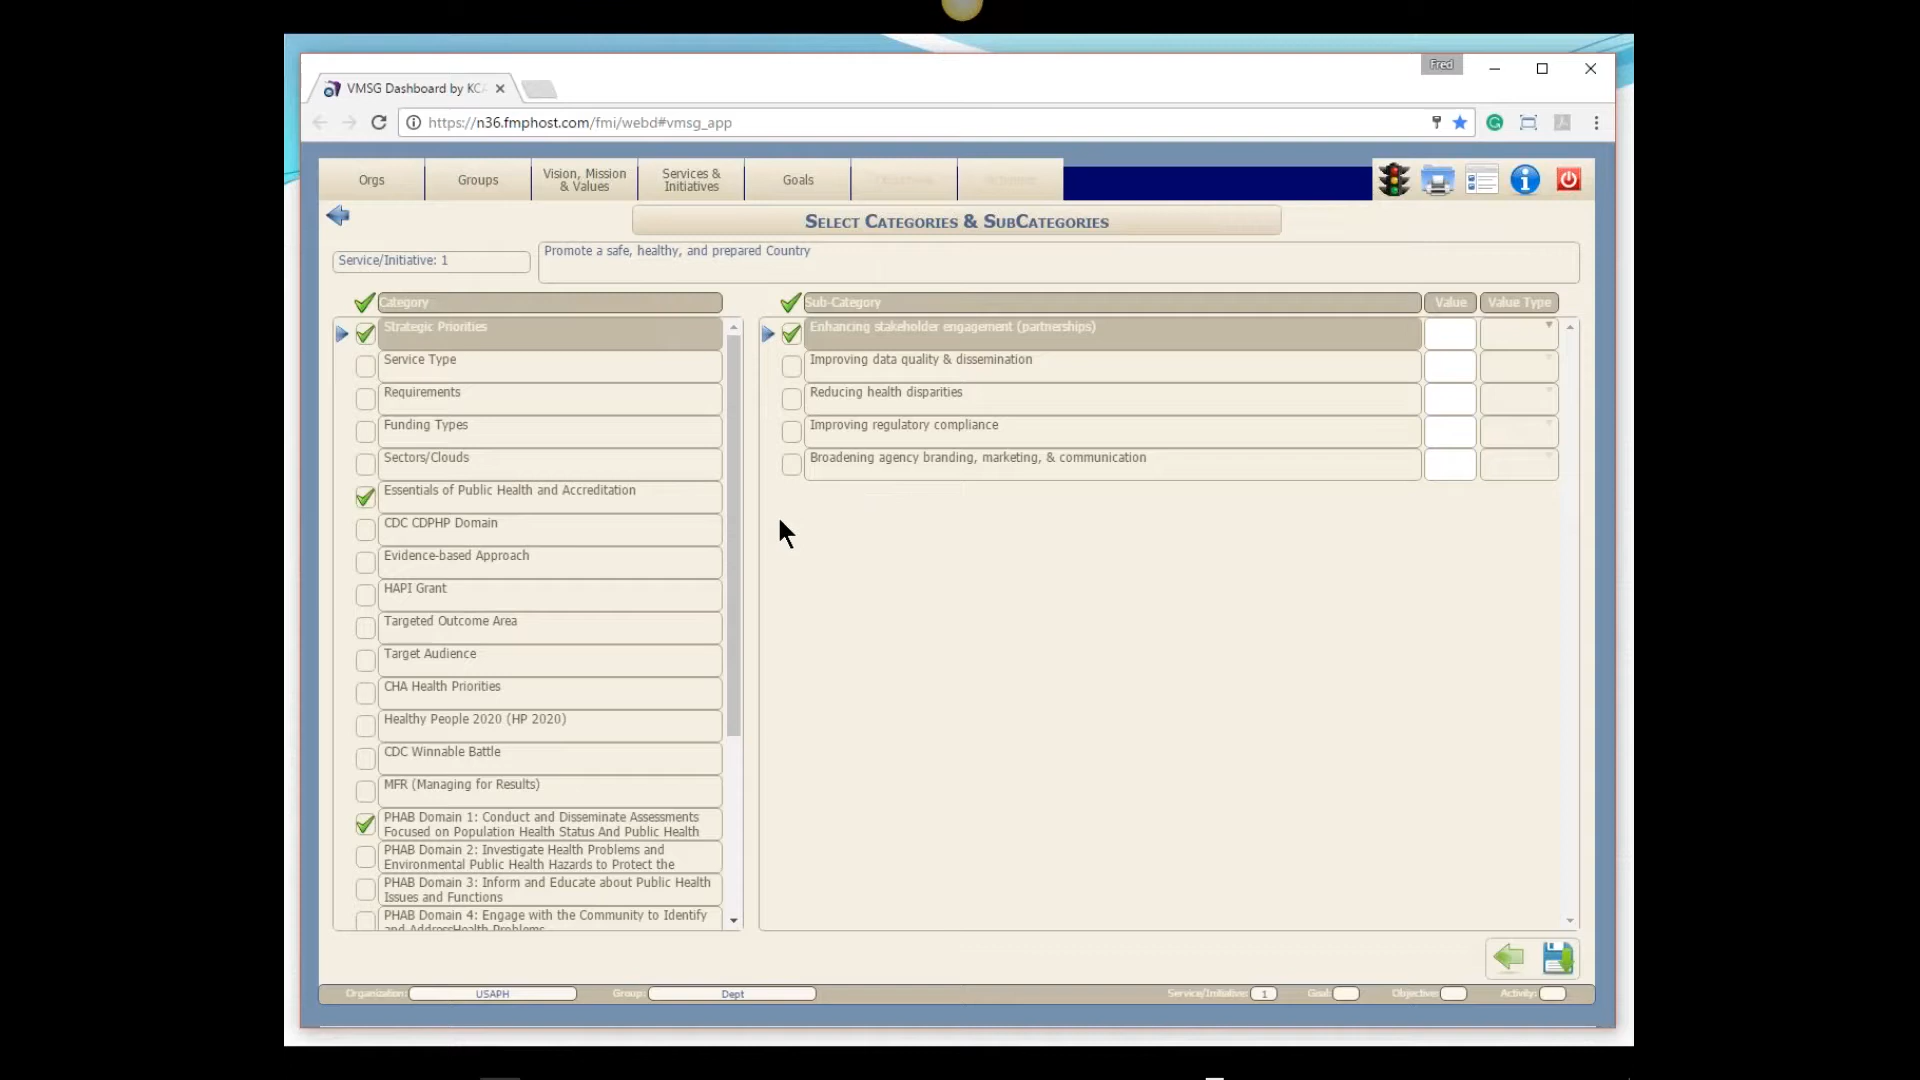 Fred
VMSG Dashboard by KCA
https://n36.fmphost.com/fmi/webd#vmsg_app
Orgs
Groups
Vision, Mission
& Values
Services &
Initiatives
Goals
Select Categories & SubCategories
Service/Initiative: 1
Promote a safe, healthy, and prepared Country
Category
Sub-Category
Value
Value Type
Strategic Priorities
Service Type
Requirements
Funding Types
Sectors/Clouds
Essentials of Public Health and Accreditation
CDC CDPHP Domain
Evidence-based Approach
HAPI Grant
Targeted Outcome Area
Target Audience
CHA Health Priorities
Healthy People 2020 (HP 2020)
CDC Winnable Battle
MFR (Managing for Results)
PHAB Domain 1: Conduct and Disseminate Assessments
Focused on Population Health Status And Public Health
PHAB Domain 2: Investigate Health Problems and
Environmental Public Health Hazards to Protect the
PHAB Domain 3: Inform and Educate about Public Health
Issues and Functions
PHAB Domain 4: Engage with the Community to Identify
and AddressHealth Problems
Enhancing stakeholder engagement (partnerships)
Improving data quality & dissemination
Reducing health disparities
Improving regulatory compliance
Broadening agency branding, marketing, & communication
Organization: USAPH
Group: Dept
Service/Initiative: 1
Goal:
Objective:
Activity: